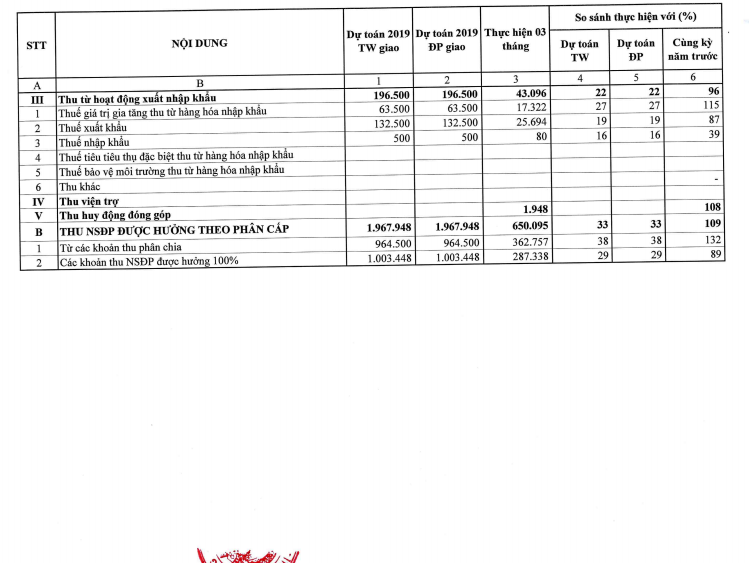 STT NỘI DUNG Dự toán 2019 TW giao Dự toán 2019 ĐP giao Thực hiện 03 tháng So sánh thực hiện với (%)
Dự toán TW Dự toán ĐP Cùng kỳ năm trước
A B 1 2 3 4 5 6
III Thu từ hoạt động xuất nhập khẩu 196.500 196.500 43.096 22 22 96
1 Thuế giá trị gia tăng thu từ hàng hóa nhập khẩu 63.500 63.500 17.322 27 27 115
2 Thuế xuất khẩu 132.500 132.500 25.694 19 19 87
3 Thuế nhập khẩu 500 500 80 16 16 39
4 Thuế tiêu tiêu thụ đặc biệt thu từ hàng hóa nhập khẩu
5 Thuế bảo vệ môi trường thu từ hàng hóa nhập khẩu
6 Thu khác -
IV Thu viện trợ
V Thu huy động đóng góp 1.948 108
B THU NSĐP ĐƯỢC HƯỞNG THEO PHÂN CẤP 1.967.948 1.967.948 650.095 33 33 109
1 Từ các khoản thu phân chia 964.500 964.500 362.757 38 38 132
2 Các khoản thu NSĐP được hưởng 100% 1.003.448 1.003.448 287.338 29 29 89